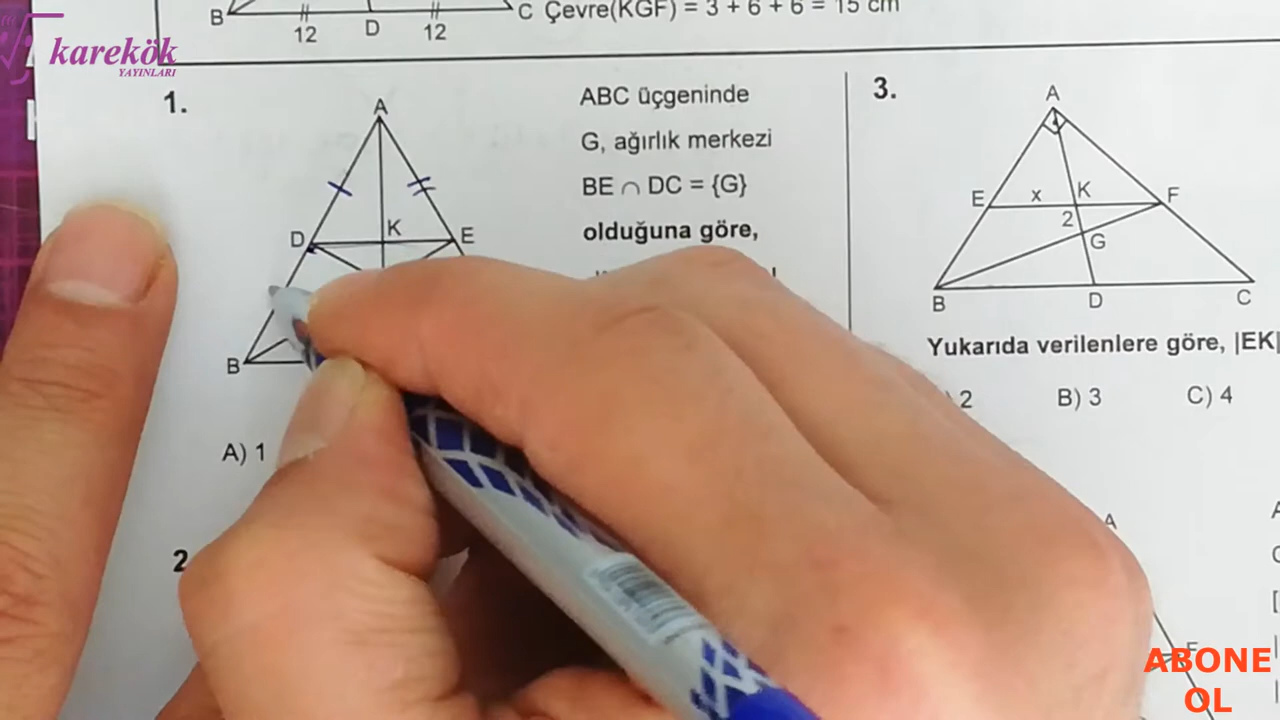 karekök
YAYINLARI
B
12
D
12
C
Çevre(KGF) = 3 + 6 + 6 = 15 cm
1.
A
D
K
E
B
ABC üçgeninde
G, ağırlık merkezi
BE ∩ DC = {G}
olduğuna göre,
A) 1
2
3.
A
E
x
K
F
2
G
B
D
C
Yukarıda verilenlere göre, |EK|
2
B) 3
C) 4
A
ABONE
OL